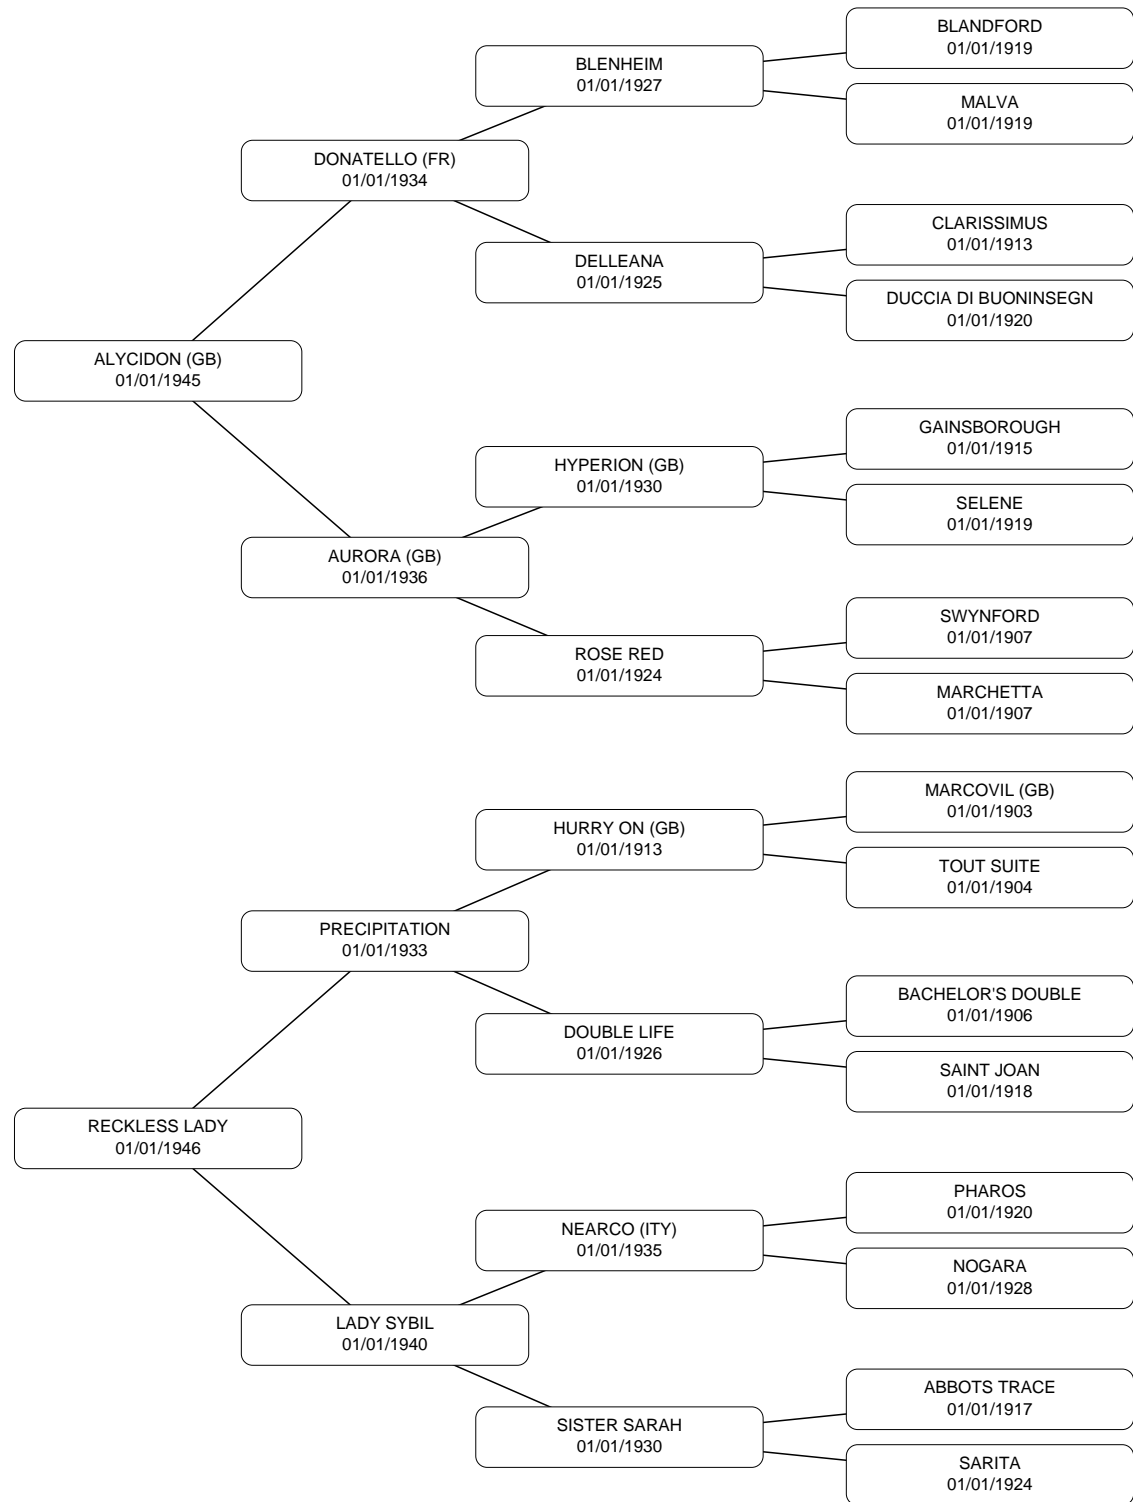 BLANDFORD
01/01/1919
BLENHEIM
01/01/1927
MALVA
01/01/1919
DONATELLO (FR)
01/01/1934
CLARISSIMUS
01/01/1913
DELLEANA
01/01/1925
DUCCIA DI BUONINSEGN
01/01/1920
ALYCIDON (GB)
01/01/1945
GAINSBOROUGH
01/01/1915
HYPERION (GB)
01/01/1930
SELENE
01/01/1919
AURORA (GB)
01/01/1936
SWYNFORD
01/01/1907
ROSE RED
01/01/1924
MARCHETTA
01/01/1907
MARCOVIL (GB)
01/01/1903
HURRY ON (GB)
01/01/1913
TOUT SUITE
01/01/1904
PRECIPITATION
01/01/1933
BACHELOR'S DOUBLE
01/01/1906
DOUBLE LIFE
01/01/1926
SAINT JOAN
01/01/1918
RECKLESS LADY
01/01/1946
PHAROS
01/01/1920
NEARCO (ITY)
01/01/1935
NOGARA
01/01/1928
LADY SYBIL
01/01/1940
ABBOTS TRACE
01/01/1917
SISTER SARAH
01/01/1930
SARITA
01/01/1924